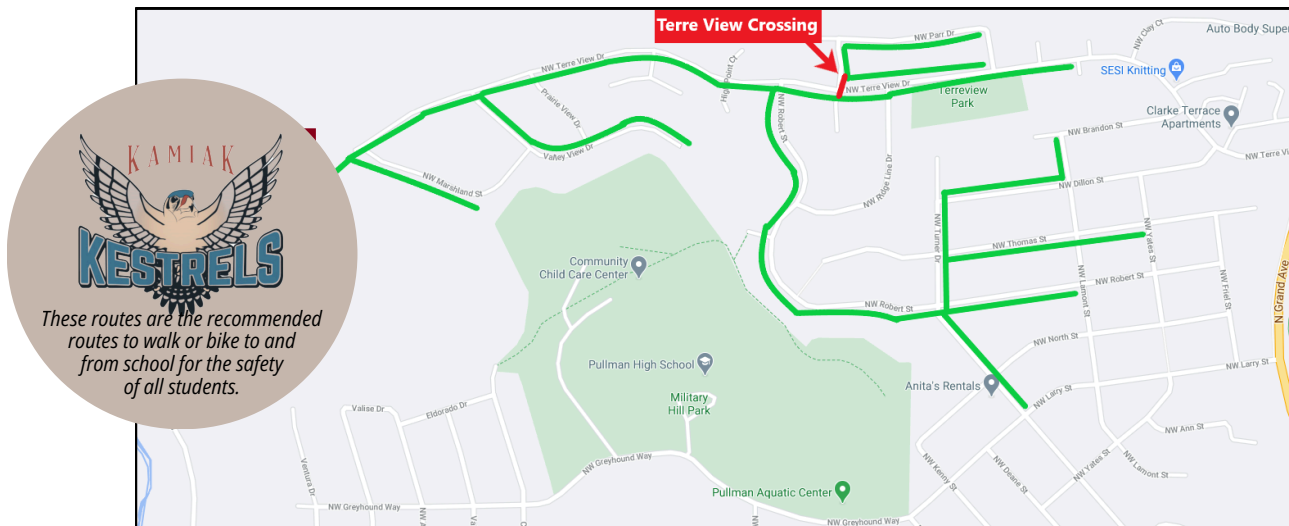 Terre View Crossing
NW Parr Dr
NW Clay Ct
Auto Body Super
NW Terre View Dr
SESI Knitting
High Point Ct
Prairie View Dr
NW Terre View Dr
Terreview
Park
NW Robert St
Clarke Terrace
Apartments
NW Brandon St
KAMIAK
KESTRELS
Valley View Dr
NW Terre Vi
NW Ridge Line Dr
NW Marshland St
NW Dillon St
NW Turner Dr
NW Thomas St
NW Yates St
NW Lamont St
NW Friel St
Community
Child Care Center
N Grand Ave
NW Robert St
NW Robert St
These routes are the recommended
routes to walk or bike to and
from school for the safety
of all students.
NW North St
Pullman High School
NW Larry St
Anita's Rentals
NW Larry St
Military
Hill Park
Valise Dr
Eldorado Dr
NW Ann St
Ventura Dr
NW Greyhound Way
NW Kenny St
NW Deane St
NW Yates St
NW Lamont St
Pullman Aquatic Center
NW Greyhound Way
NW Greyhound Way